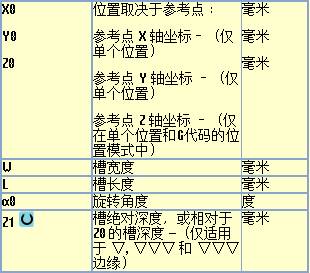 X0 位置取决于参考点: 毫米
Y0 参考点 X 轴坐标 - (仅 毫米
单个位置)
Z0 毫米
参考点 Y 轴坐标 - (仅
单个位置)
参考点 Z 轴坐标 - (仅
在单个位置和G代码的位
置模式中)
W 槽宽度 毫米
L 槽长度 毫米
α0 旋转角度 度
Z1 槽绝对深度, 或相对于 毫米
Z0 的槽深度 - (仅适用
于 ▽, ▽▽▽ 和 ▽▽▽
边缘)